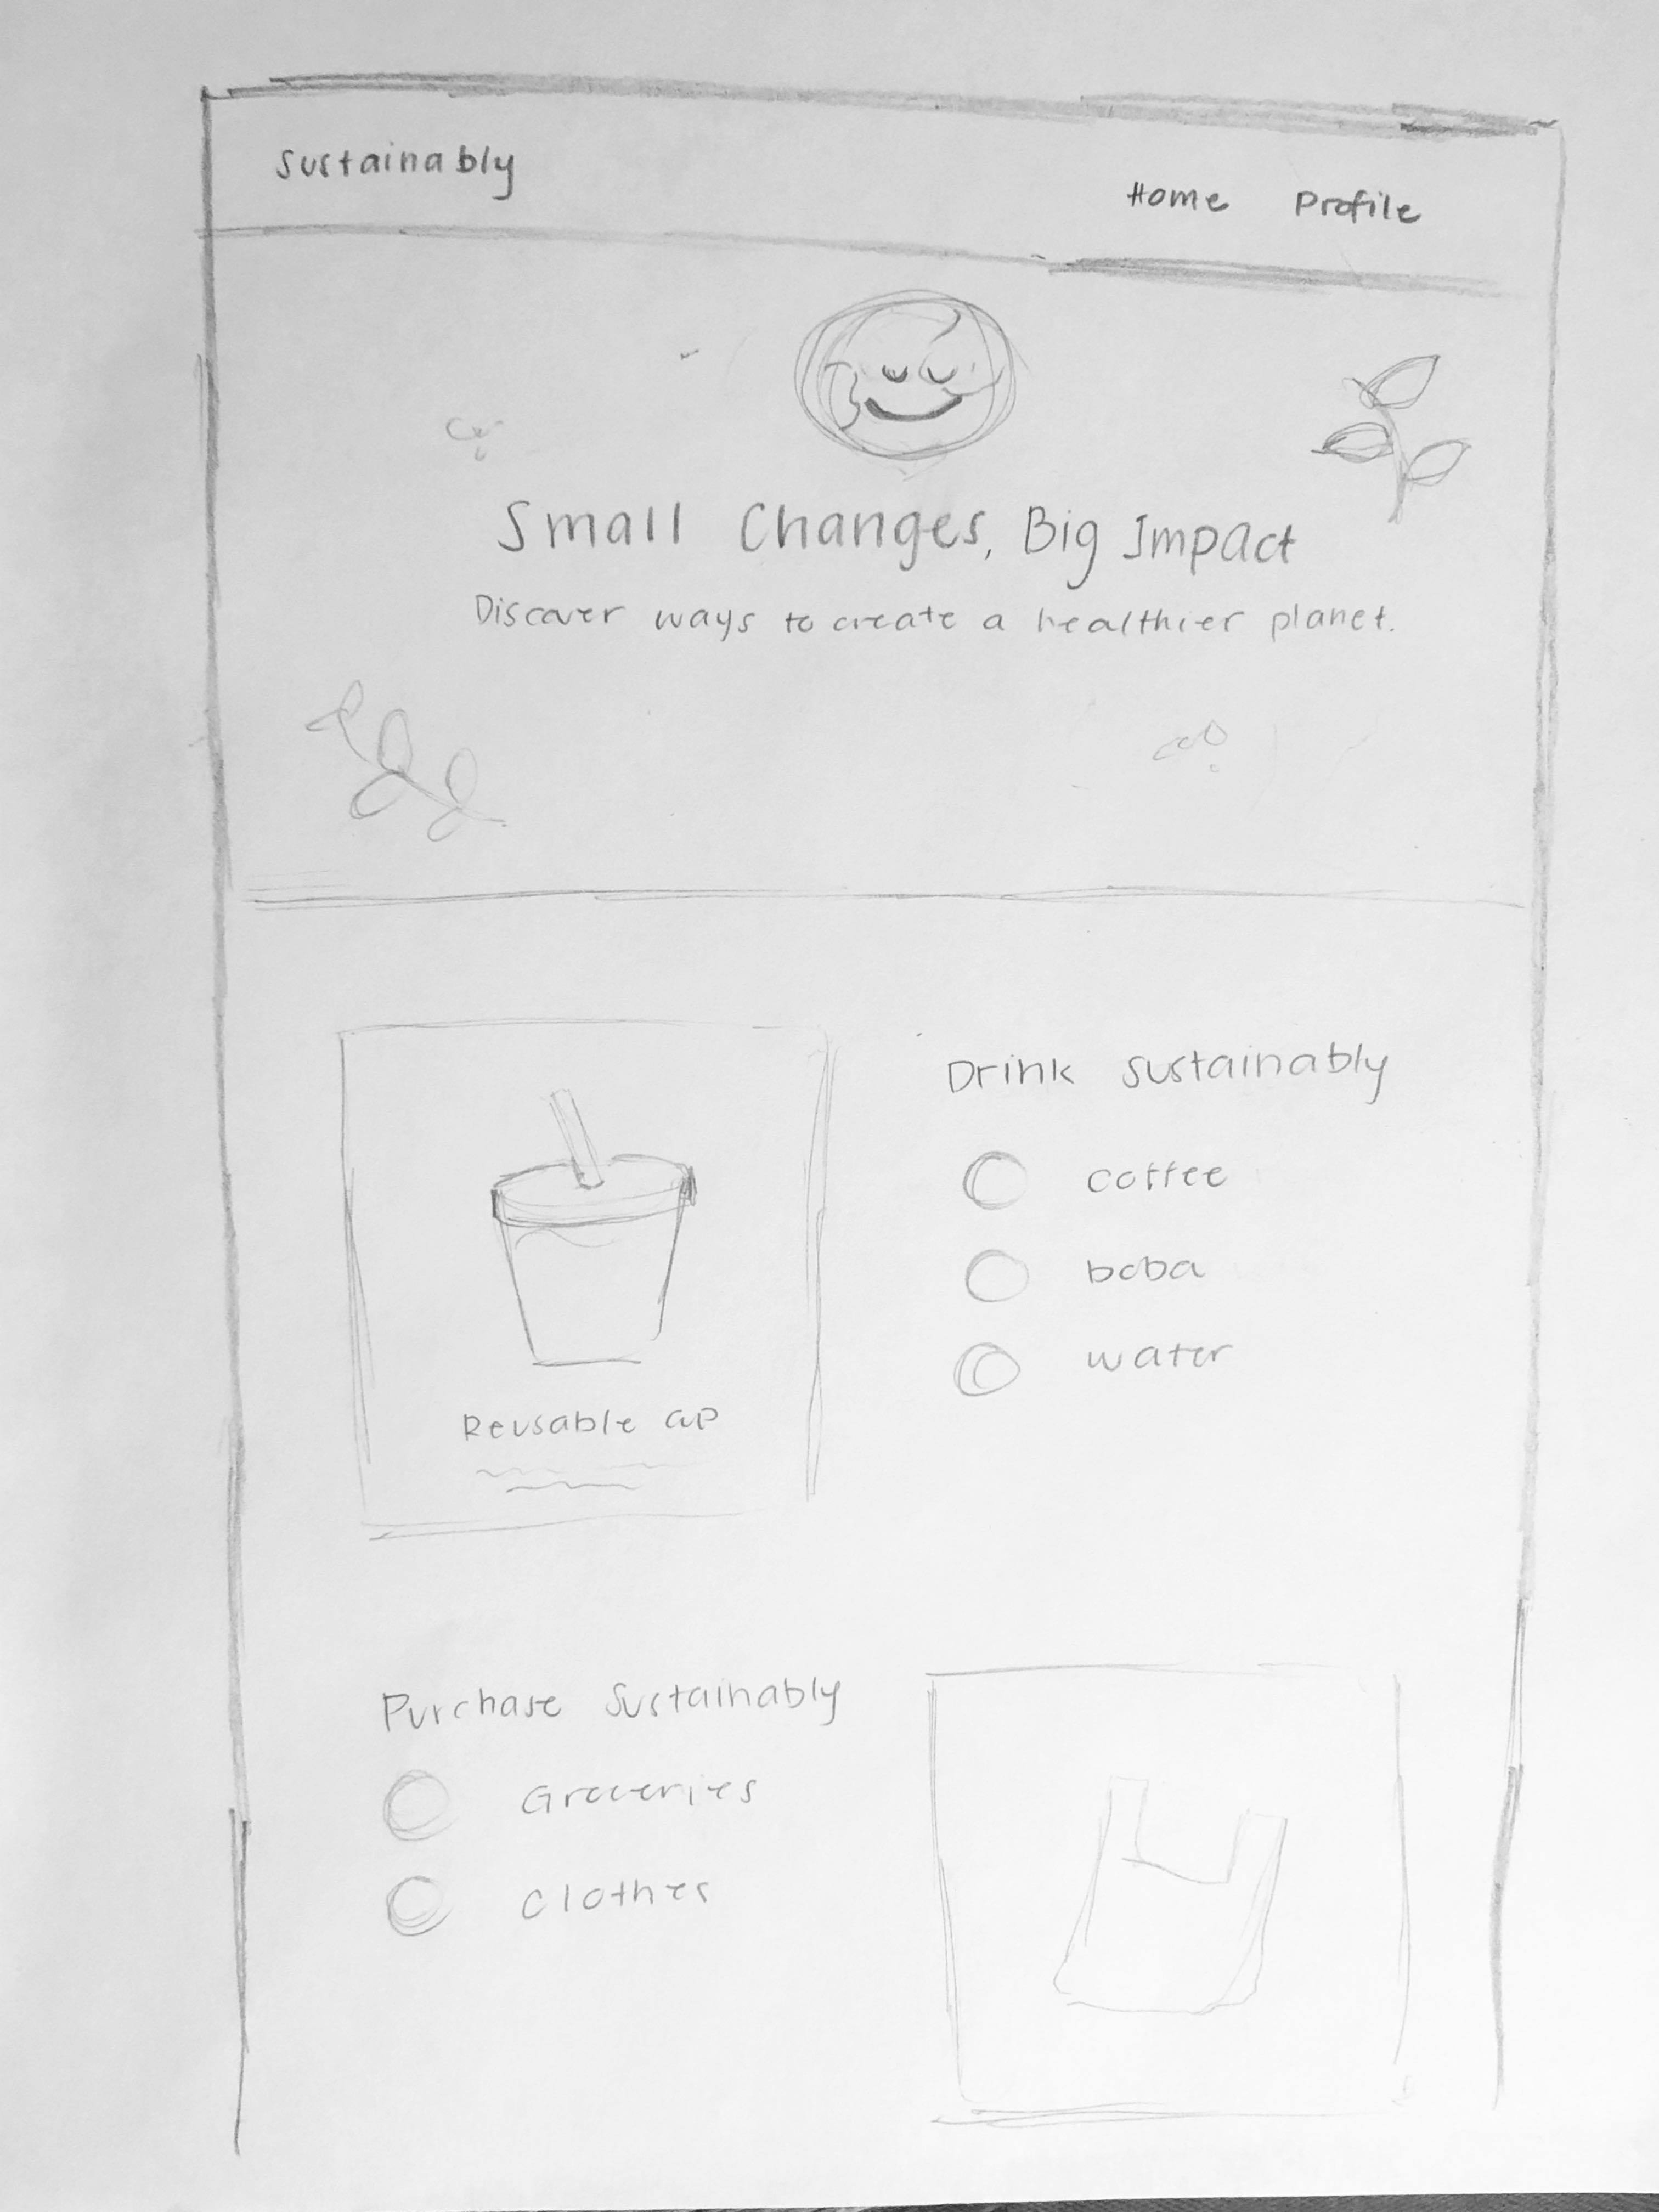 Sustainably
Home Profile
Small Changes, Big Impact
Discover ways to create a healthier planet.
Drink Sustainably
coffee
boba
water
Reusable cup
Purchase Sustainably
Groceries
Clothes